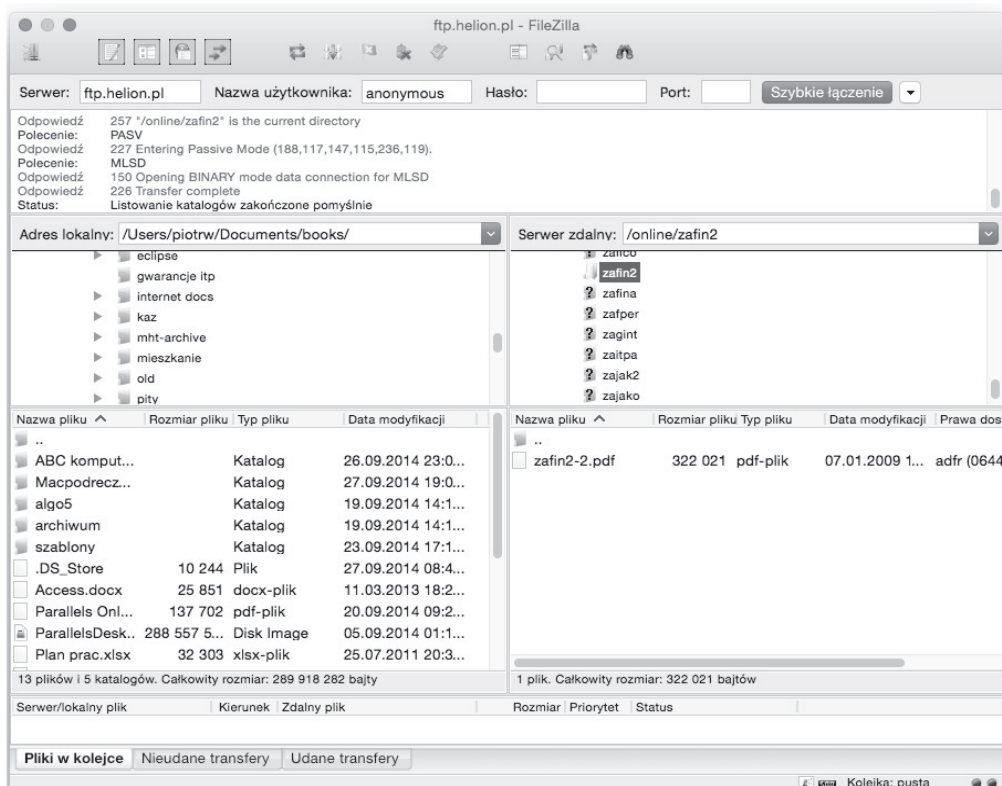 ftp.helion.pl - FileZilla
Serwer: ftp.helion.pl Nazwa użytkownika: anonymous Hasło: Port: Szybkie łączenie
Odpowiedź 257 "/online/zafin2" is the current directory
Polecenie: PASV
Odpowiedź 227 Entering Passive Mode (188,117,147,115,236,119).
Polecenie: MLSD
Odpowiedź 150 Opening BINARY mode data connection for MLSD
Odpowiedź 226 Transfer complete
Status: Listowanie katalogów zakończone pomyślnie
Adres lokalny: /Users/piotrw/Documents/books/
eclipse
gwarancje itp
internet docs
kaz
mht-archive
mieszkanie
old
pity
Serwer zdalny: /online/zafin2
zafico
zafin2
zafina
zafper
zagint
zaitpa
zajak2
zajako
Nazwa pliku Rozmiar pliku Typ pliku Data modyfikacji
..
ABC komput... Katalog 26.09.2014 23:0...
Macpodrecz... Katalog 27.09.2014 19:0...
algo5 Katalog 19.09.2014 14:1...
archiwum Katalog 19.09.2014 14:1...
szablony Katalog 23.09.2014 17:1...
.DS_Store 10 244 Plik 27.09.2014 08:4...
Access.docx 25 851 docx-plik 11.03.2013 18:2...
Parallels Onl... 137 702 pdf-plik 20.09.2014 09:2...
ParallelsDesk... 288 557 5... Disk Image 05.09.2014 01:1...
Plan prac.xlsx 32 303 xlsx-plik 25.07.2011 20:3...
13 plików i 5 katalogów. Całkowity rozmiar: 289 918 282 bajty
Nazwa pliku Rozmiar pliku Typ pliku Data modyfikacji Prawa dos
..
zafin2-2.pdf 322 021 pdf-plik 07.01.2009 1... adfr (0644
1 plik. Całkowity rozmiar: 322 021 bajtów
Serwer/lokalny plik Kierunek Zdalny plik Rozmiar Priorytet Status
Pliki w kolejce Nieudane transfery Udane transfery
Kolejka: pusta